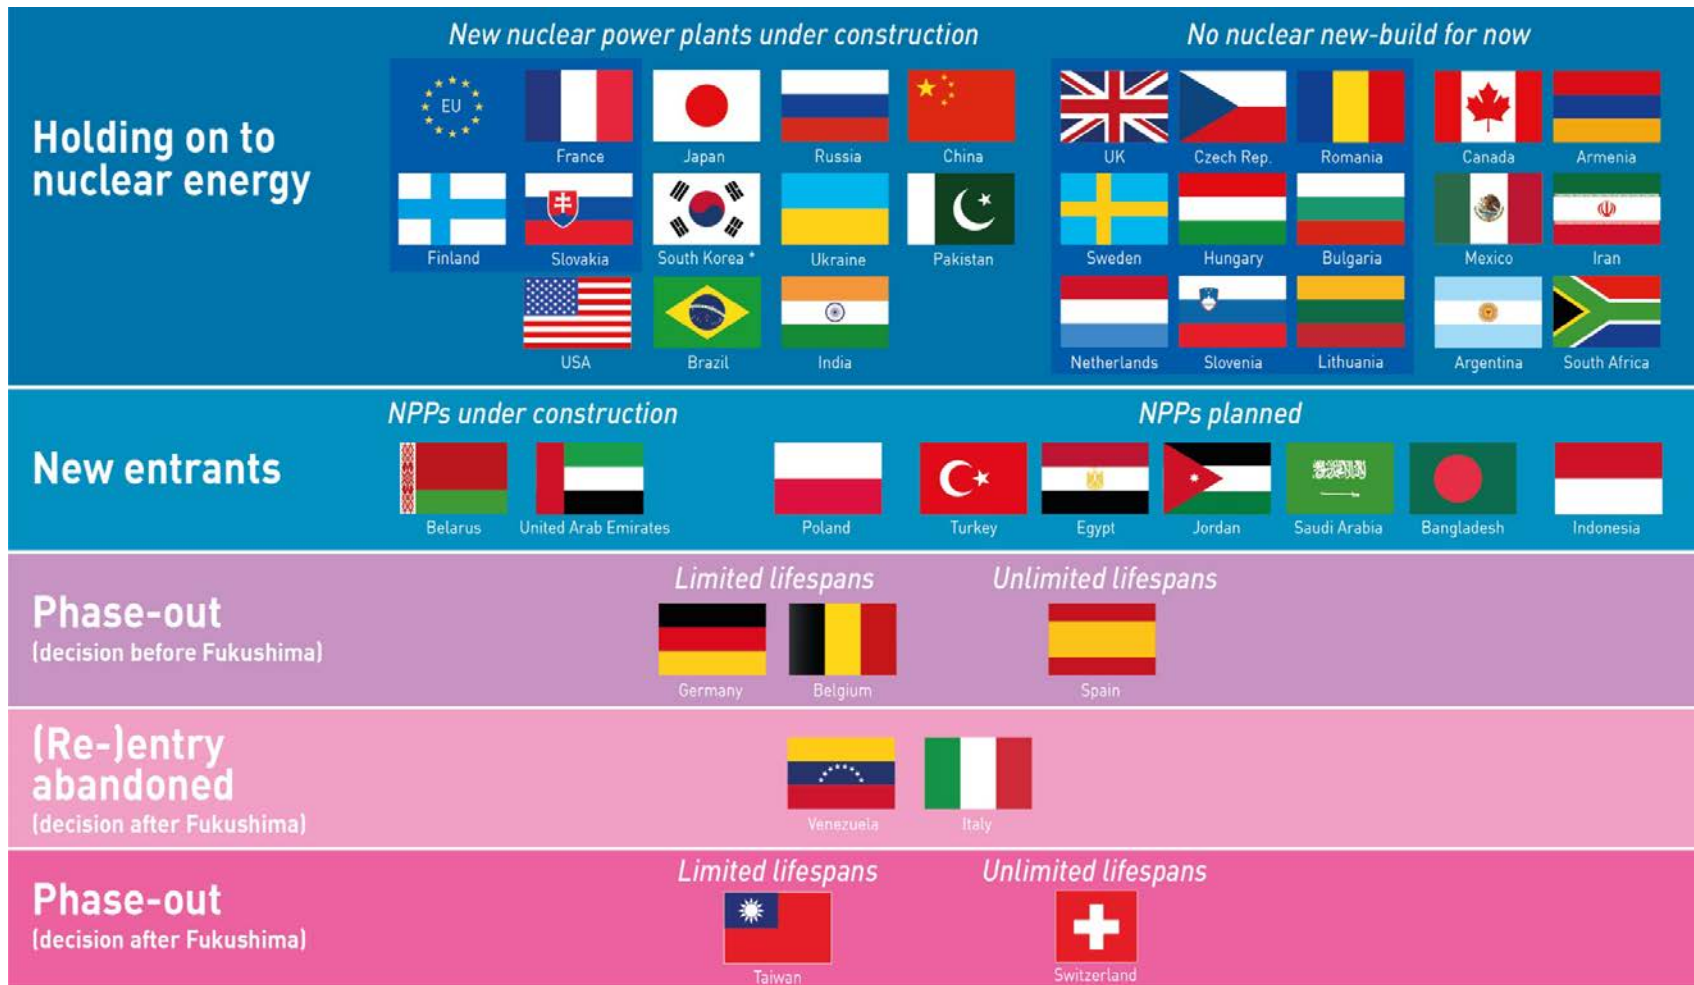 New nuclear power plants under construction
No nuclear new-build for now
Holding on to
nuclear energy
EU
France
Japan
Russia
China
UK
Czech Rep.
Romania
Canada
Armenia
Finland
Slovakia
South Korea *
Ukraine
Pakistan
Sweden
Hungary
Bulgaria
Mexico
Iran
USA
Brazil
India
Netherlands
Slovenia
Lithuania
Argentina
South Africa
New entrants
NPPs under construction
NPPs planned
Belarus
United Arab Emirates
Poland
Turkey
Egypt
Jordan
Saudi Arabia
Bangladesh
Indonesia
Phase-out
(decision before Fukushima)
Limited lifespans
Unlimited lifespans
Germany
Belgium
Spain
(Re-)entry
abandoned
(decision after Fukushima)
Venezuela
Italy
Phase-out
(decision after Fukushima)
Limited lifespans
Unlimited lifespans
Taiwan
Switzerland